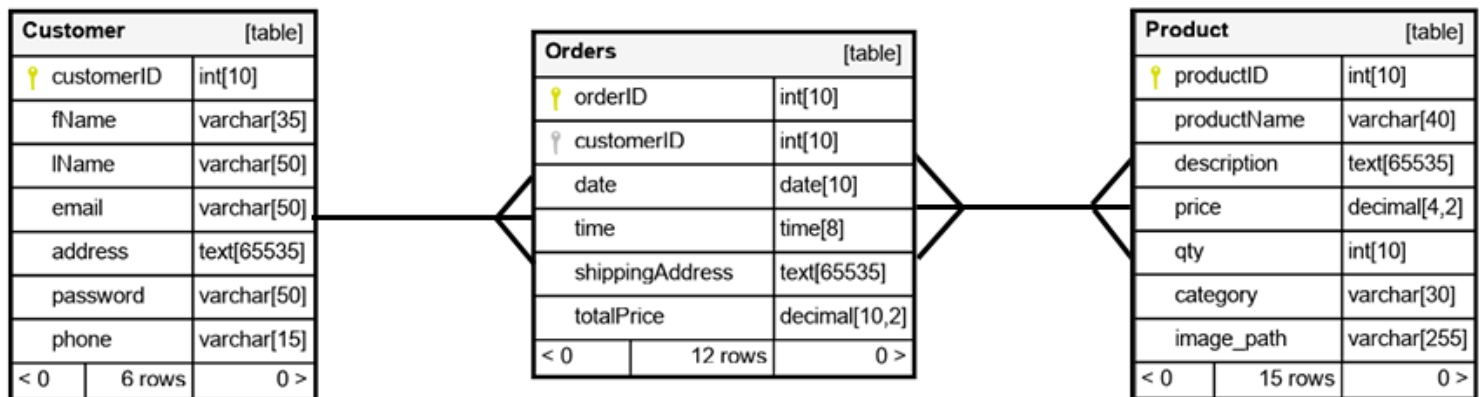 Customer [table]
customerID int[10]
fName varchar[35]
lName varchar[50]
email varchar[50]
address text[65535]
password varchar[50]
phone varchar[15]
< 0 6 rows 0 >
Orders [table]
orderID int[10]
customerID int[10]
date date[10]
time time[8]
shippingAddress text[65535]
totalPrice decimal[10,2]
< 0 12 rows 0 >
Product [table]
productID int[10]
productName varchar[40]
description text[65535]
price decimal[4,2]
qty int[10]
category varchar[30]
image_path varchar[255]
< 0 15 rows 0 >